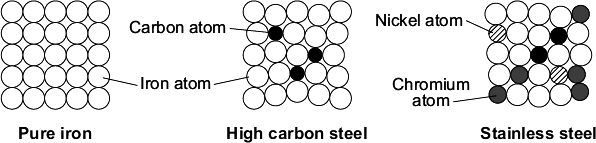 Carbon atom
Iron atom
Nickel atom
Chromium
atom
Pure iron
High carbon steel
Stainless steel